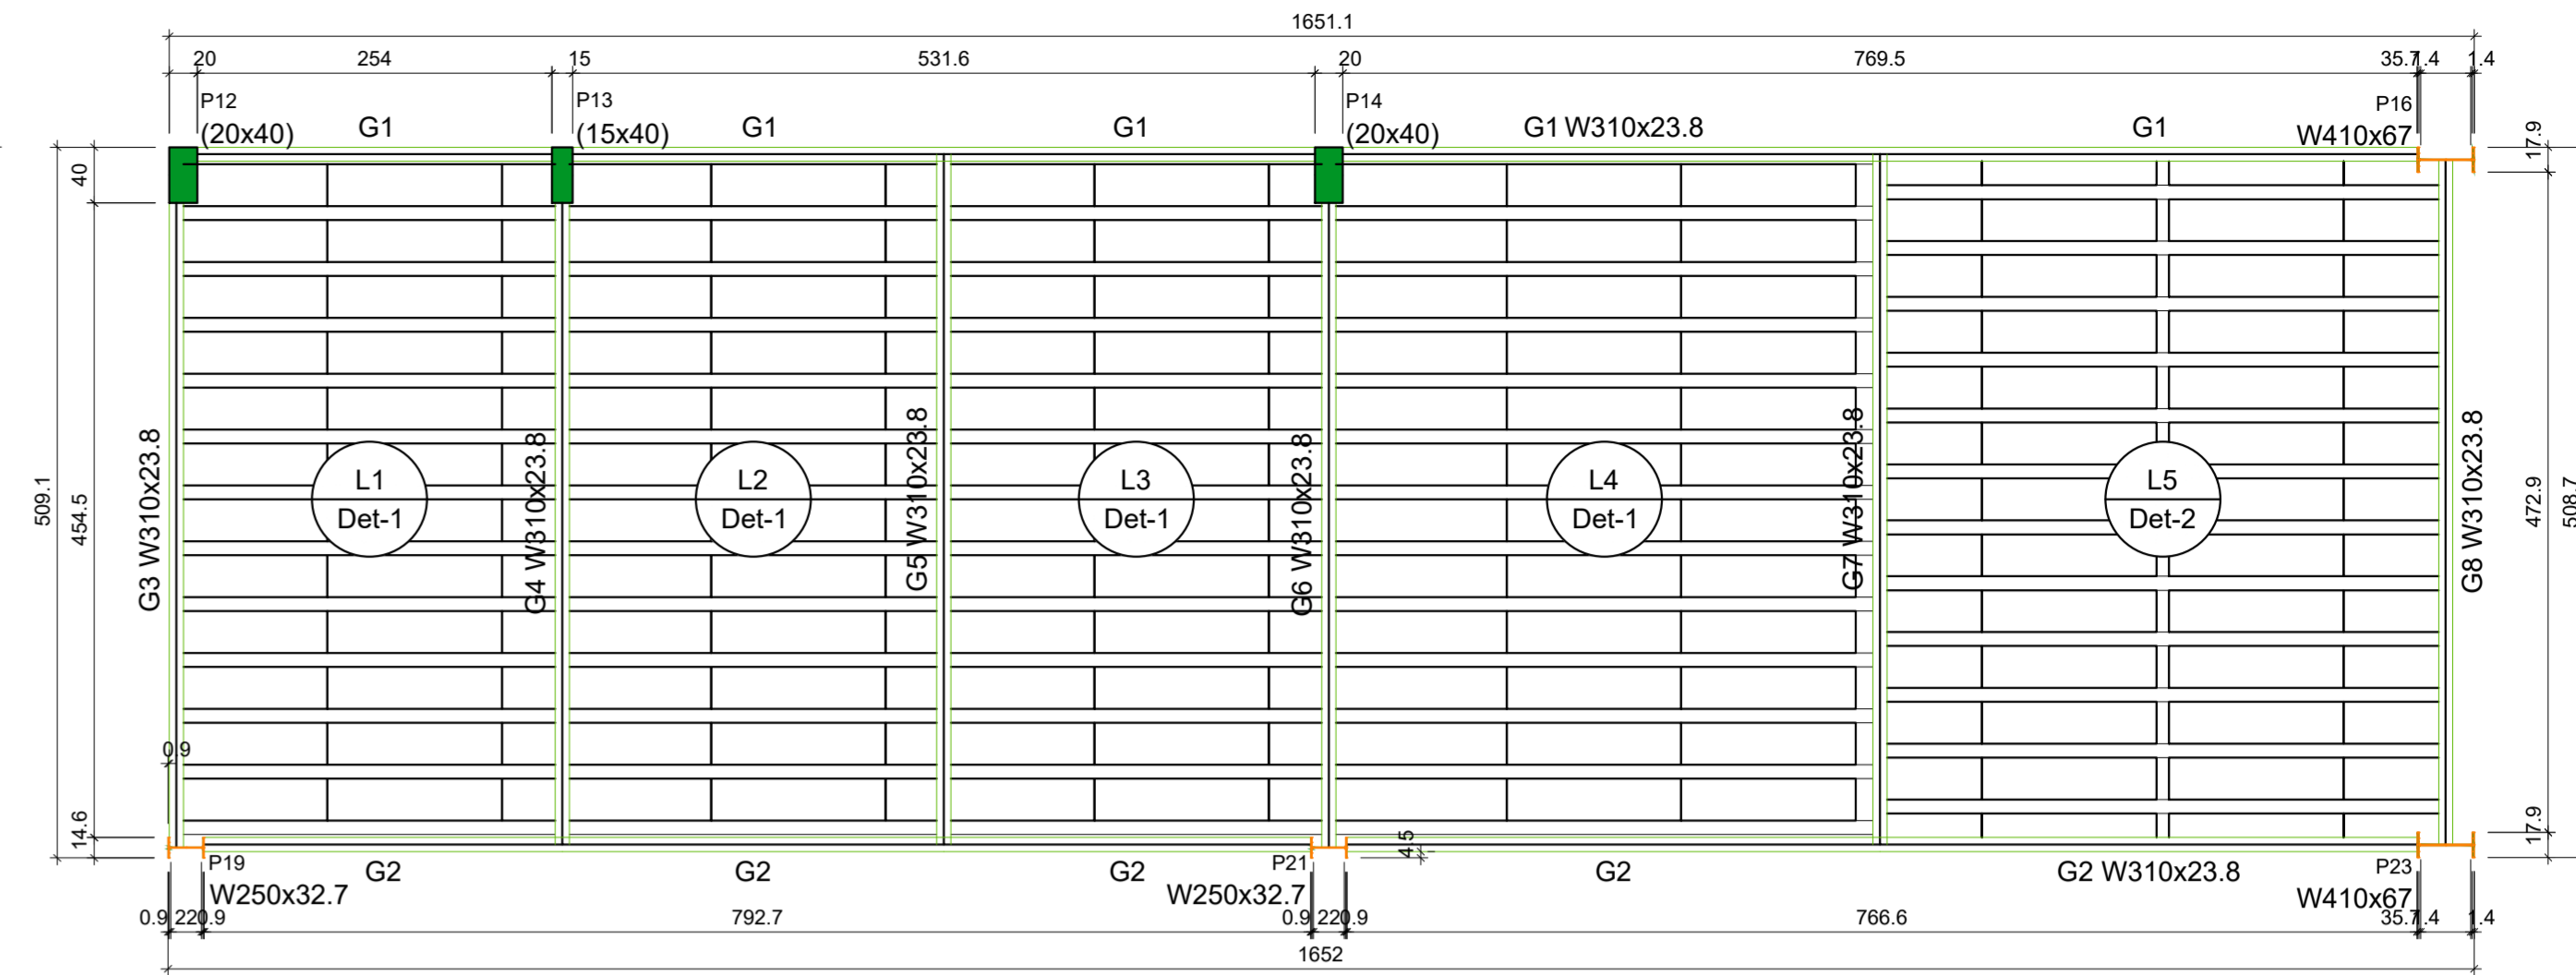 1651.1
20 254 15 531.6 20 769.5 35.7 1.4 1.4
P12 P13 P14 P16
(20x40) G1 (15x40) G1 G1 (20x40) G1 W310x23.8 G1 W410x67
17.9
40
509.1
454.5
14.6
G3 W310x23.8
G4 W310x23.8
G5 W310x23.8
G6 W310x23.8
G7 W310x23.8
G8 W310x23.8
472.9
508.7
L1
Det-1
L2
Det-1
L3
Det-1
L4
Det-1
L5
Det-2
0.9
4.5
17.9
P19 G2 G2 G2 P21 G2 G2 W310x23.8 P23
W250x32.7 W250x32.7 W410x67
0.9 22 0.9 792.7 0.9 22 0.9 766.6 35.7 1.4 1.4
1652